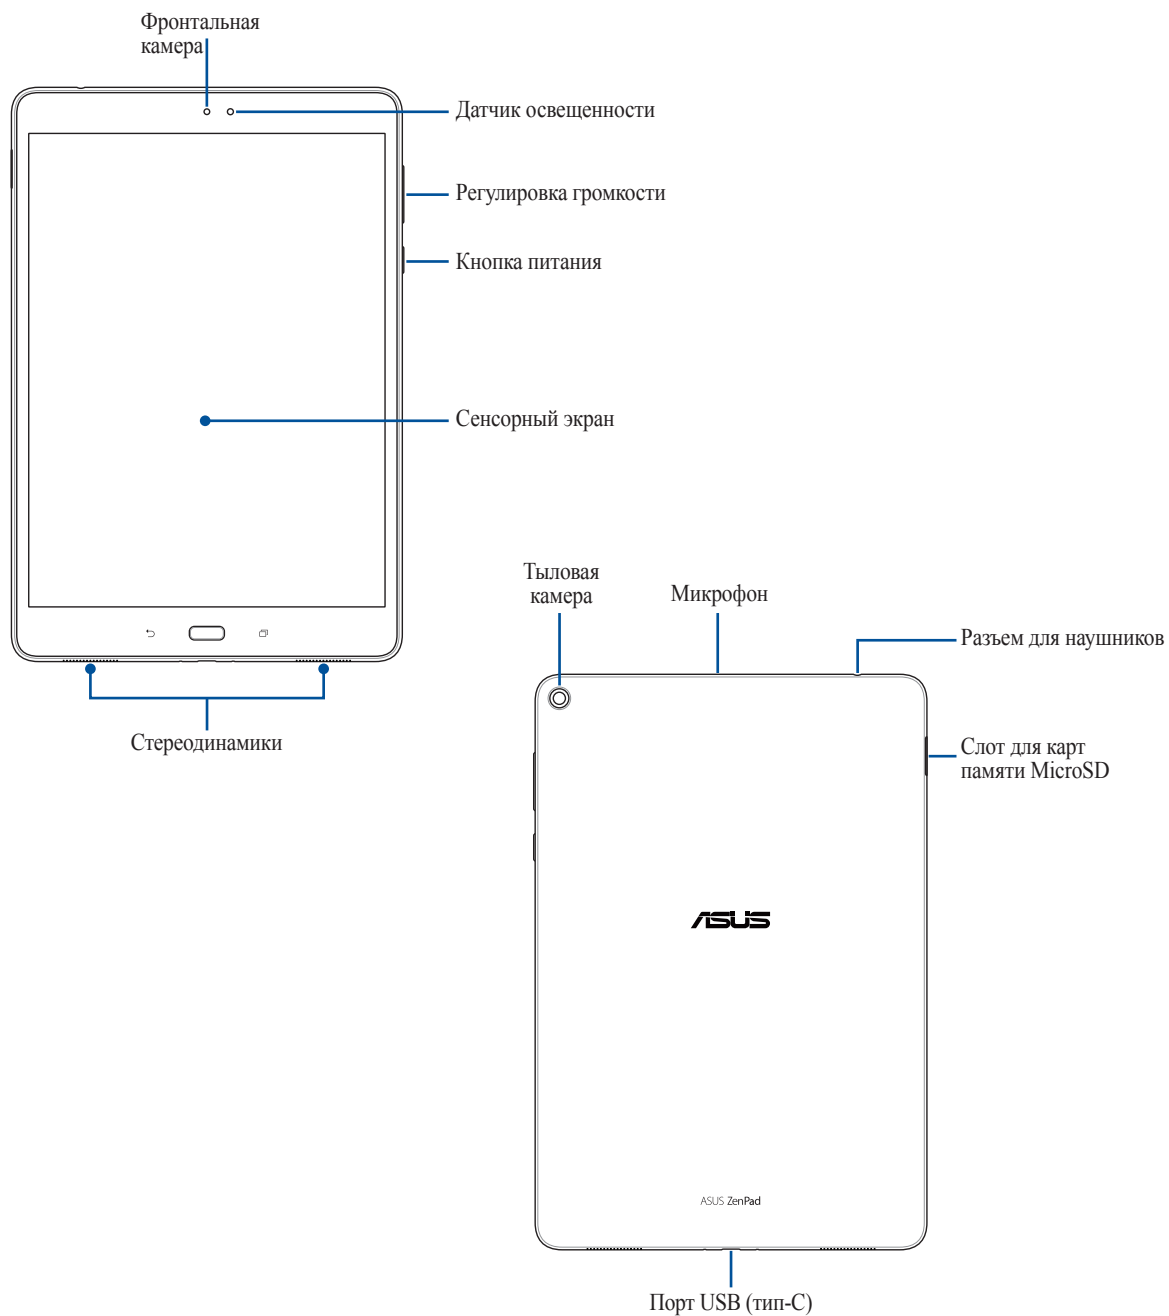 Фронтальная
камера
Датчик освещенности
Регулировка громкости
Кнопка питания
Сенсорный экран
Стереодинамики
Тыловая
камера
Микрофон
Разъем для наушников
Слот для карт
памяти MicroSD
ASUS
ASUS ZenPad
Порт USB (тип-C)